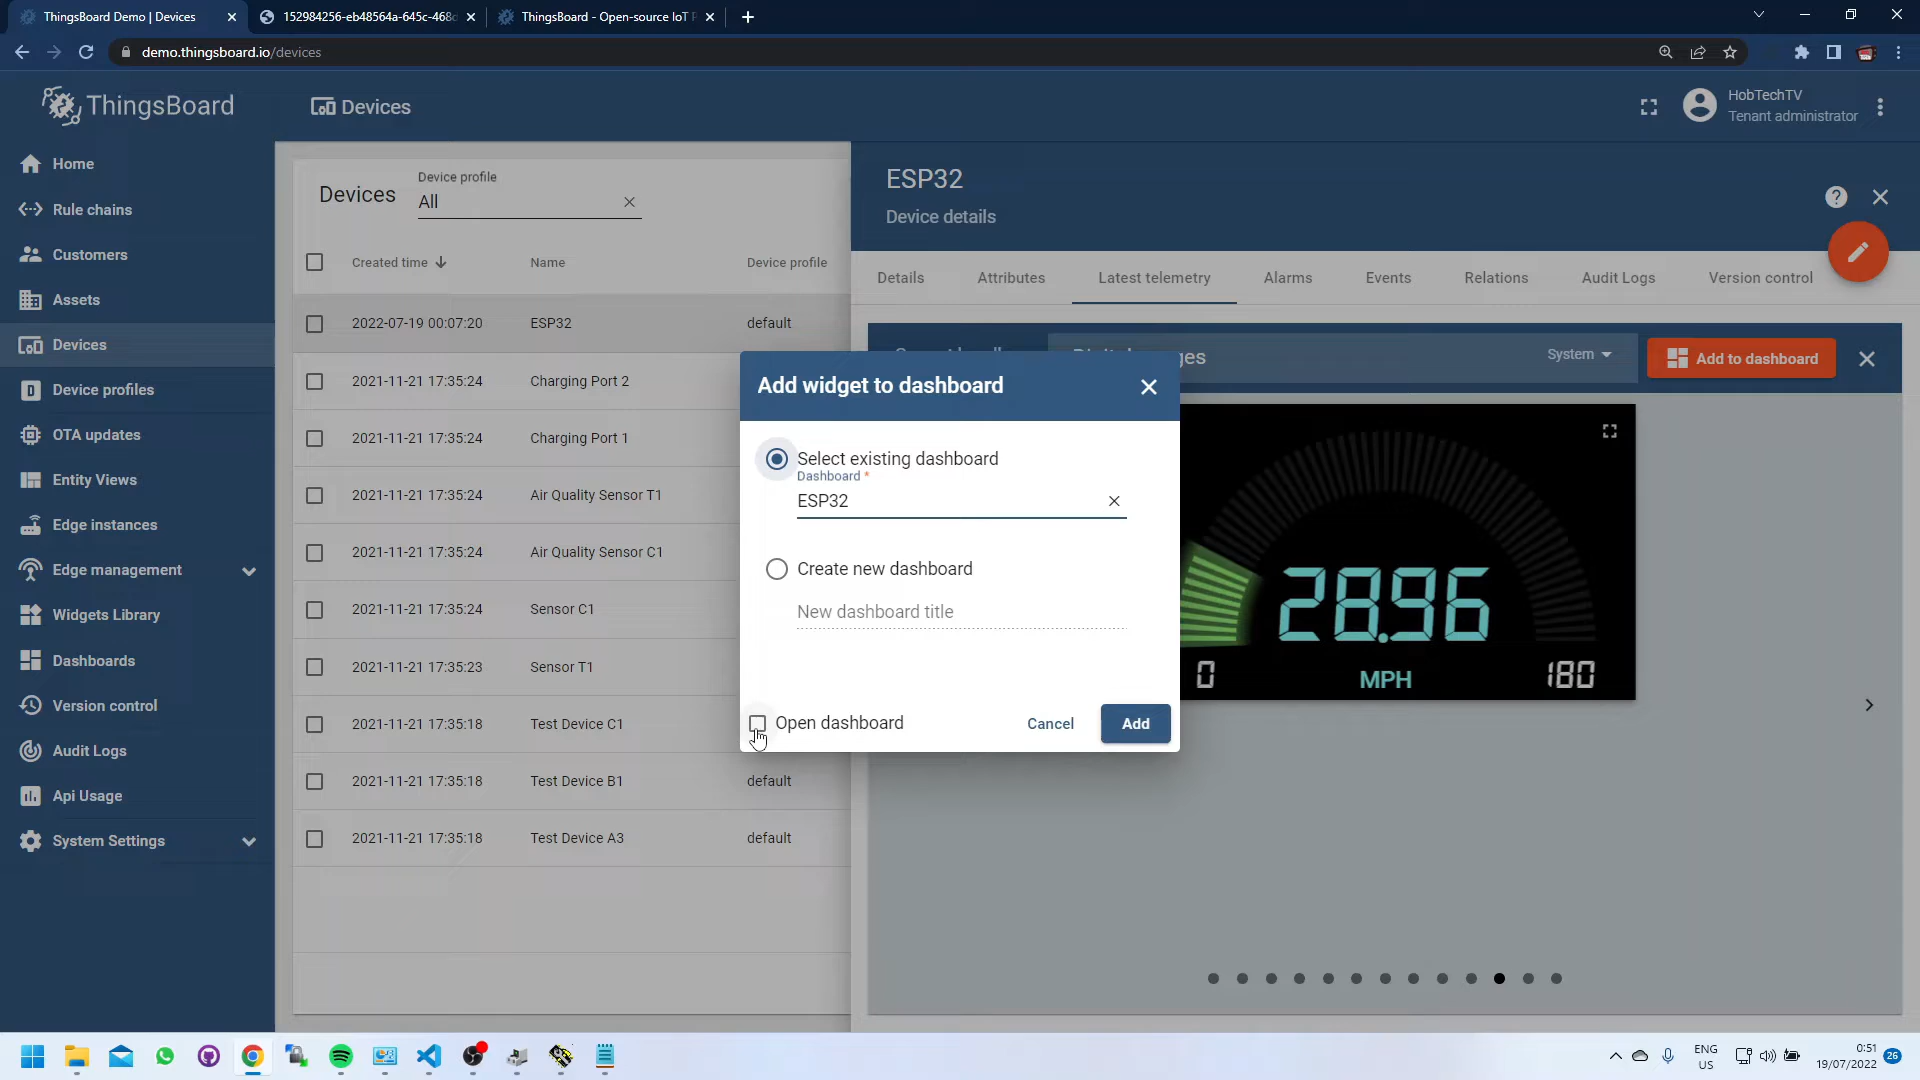 ThingsBoard Demo | Devices
152984256-eb48564a-645c-468d
ThingsBoard - Open-source IoT P
demo.thingsboard.io/devices
ThingsBoard
Devices
HobTechTV
Tenant administrator
Home
Rule chains
Customers
Assets
Devices
Device profiles
OTA updates
Entity Views
Edge instances
Edge management
Widgets Library
Dashboards
Version control
Audit Logs
Api Usage
System Settings
Devices
Device profile
All
Created time
Name
Device profile
2022-07-19 00:07:20 ESP32 default
2021-11-21 17:35:24 Charging Port 2
2021-11-21 17:35:24 Charging Port 1
2021-11-21 17:35:24 Air Quality Sensor T1
2021-11-21 17:35:24 Air Quality Sensor C1
2021-11-21 17:35:24 Sensor C1
2021-11-21 17:35:23 Sensor T1
2021-11-21 17:35:18 Test Device C1
2021-11-21 17:35:18 Test Device B1 default
2021-11-21 17:35:18 Test Device A3 default
ESP32
Device details
Details Attributes Latest telemetry Alarms Events Relations Audit Logs Version control
System
Add to dashboard
28.96
0 MPH 180
Add widget to dashboard
Select existing dashboard
Dashboard *
ESP32
Create new dashboard
New dashboard title
Open dashboard
Cancel
Add
ENG
US
0:51
19/07/2022
26